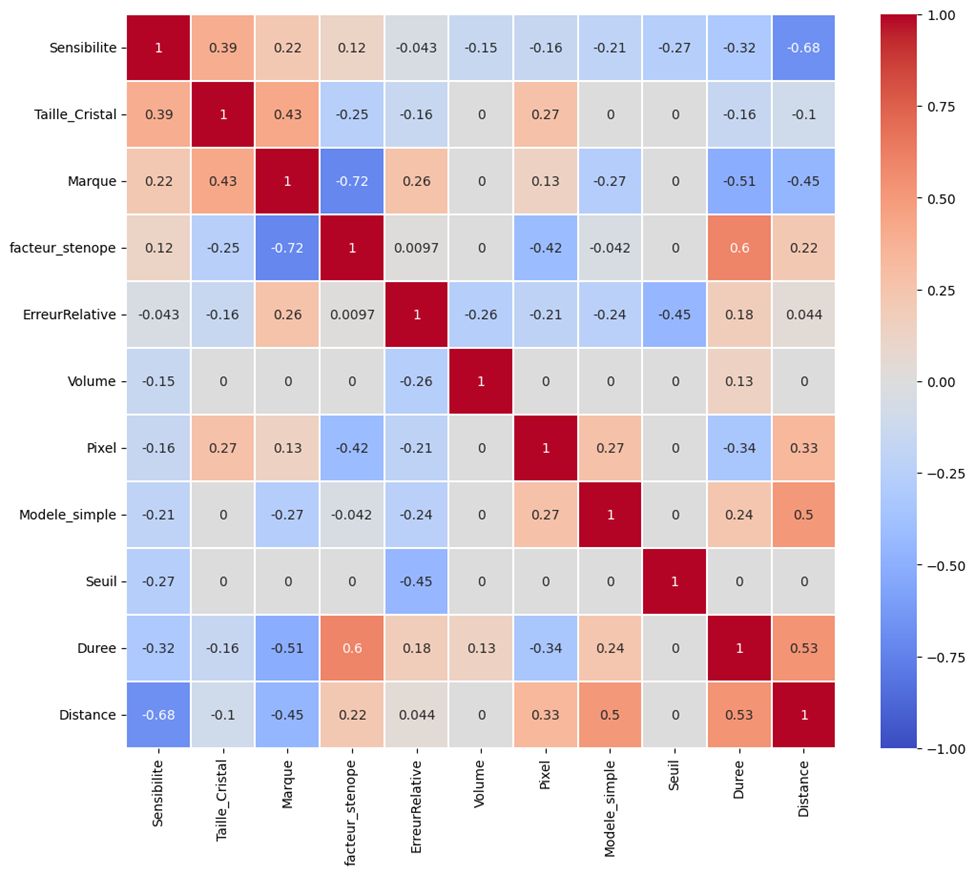 Sensibilite 1 0.39 0.22 0.12 -0.043 -0.15 -0.16 -0.21 -0.27 -0.32 -0.68
Taille_Cristal 0.39 1 0.43 -0.25 -0.16 0 0.27 0 0 -0.16 -0.1
Marque 0.22 0.43 1 -0.72 0.26 0 0.13 -0.27 0 -0.51 -0.45
facteur_stenope 0.12 -0.25 -0.72 1 0.0097 0 -0.42 -0.042 0 0.6 0.22
ErreurRelative -0.043 -0.16 0.26 0.0097 1 -0.26 -0.21 -0.24 -0.45 0.18 0.044
Volume -0.15 0 0 0 -0.26 1 0 0 0 0.13 0
Pixel -0.16 0.27 0.13 -0.42 -0.21 0 1 0.27 0 -0.34 0.33
Modele_simple -0.21 0 -0.27 -0.042 -0.24 0 0.27 1 0 0.24 0.5
Seuil -0.27 0 0 0 -0.45 0 0 0 1 0 0
Duree -0.32 -0.16 -0.51 0.6 0.18 0.13 -0.34 0.24 0 1 0.53
Distance -0.68 -0.1 -0.45 0.22 0.044 0 0.33 0.5 0 0.53 1
Sensibilite
Taille_Cristal
Marque
facteur_stenope
ErreurRelative
Volume
Pixel
Modele_simple
Seuil
Duree
Distance
1.00
0.75
0.50
0.25
0.00
−0.25
−0.50
−0.75
−1.00